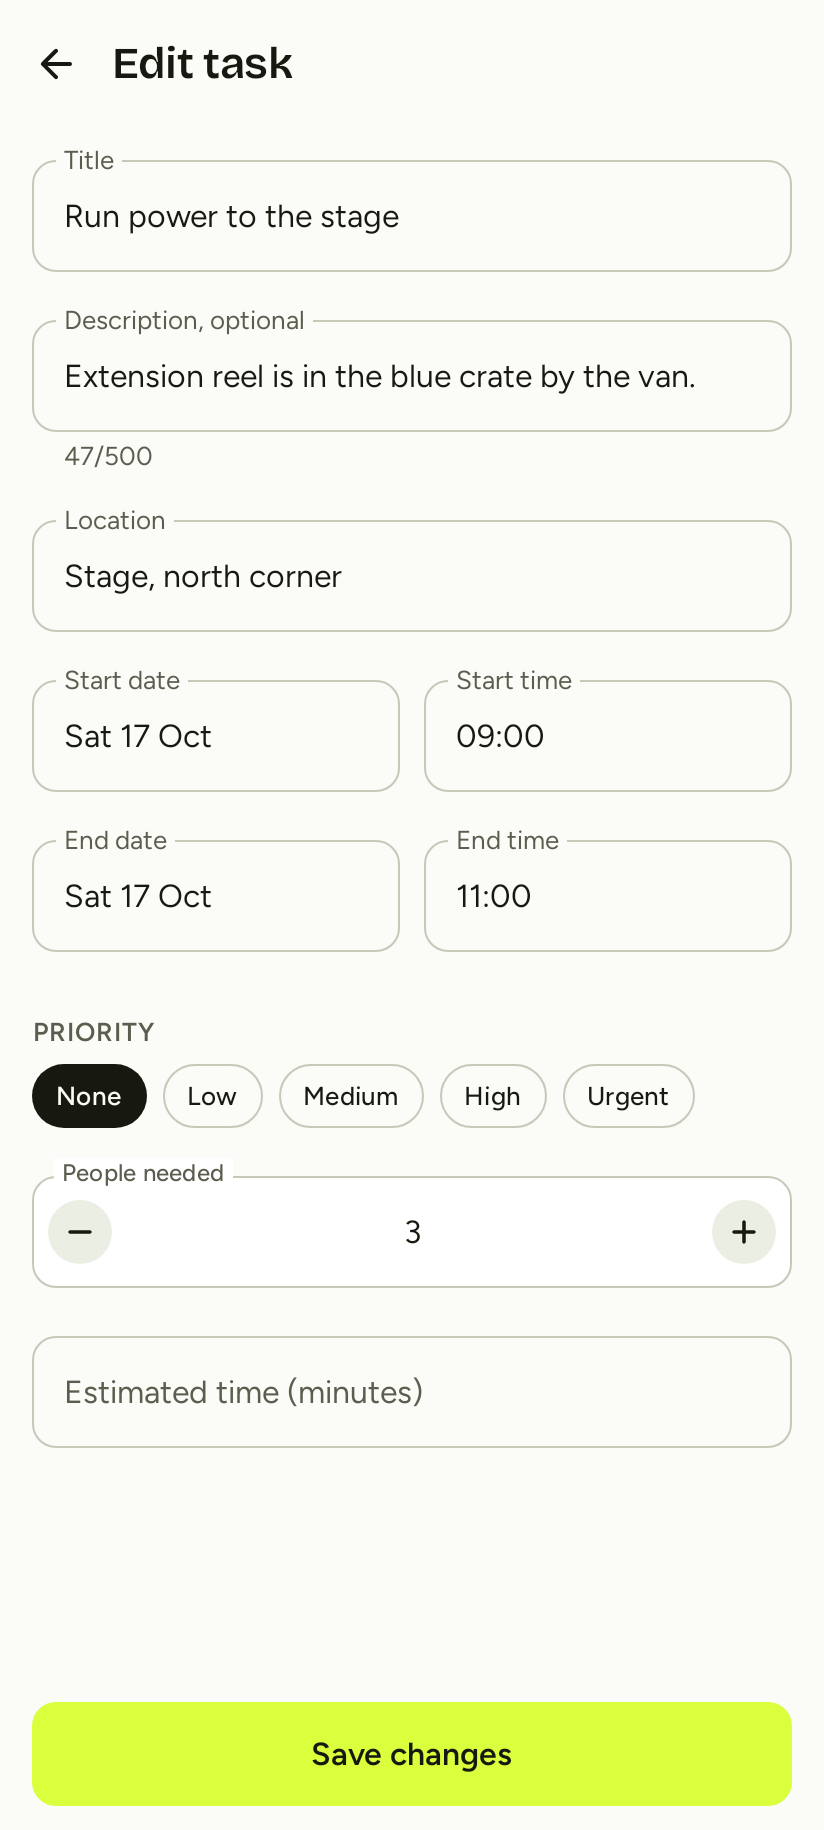 Edit task
Title
Run power to the stage
Description, optional
Extension reel is in the blue crate by the van.
47/500
Location
Stage, north corner
Start date
Sat 17 Oct
Start time
09:00
End date
Sat 17 Oct
End time
11:00
PRIORITY
None Low Medium High Urgent
People needed
3
Estimated time (minutes)
Save changes